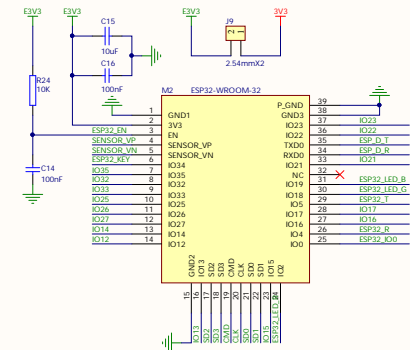 E3V3
E3V3
E3V3
3V3
C15
J9
10uF
2 1
C16
2.54mmX2
100nF
R24
10K
M2
ESP32-WROOM-32
1 GND1
2 3V3
ESP32_EN 3 EN
SENSOR_VP 4 SENSOR_VP
SENSOR_VN 5 SENSOR_VN
ESP32_KEY 6 IO34
IO35 7 IO35
IO32 8 IO32
IO33 9 IO33
IO25 10 IO25
IO26 11 IO26
IO27 12 IO27
IO14 13 IO14
IO12 14 IO12
C14
100nF
P_GND 39
GND3 38
IO23 37 IO23
IO22 36 IO22
TXD0 35 ESP_D_T
RXD0 34 ESP_D_R
IO21 33 IO21
NC 32
IO19 31 ESP32_LED_B
IO18 30 ESP32_LED_G
IO5 29 ESP32_T
IO17 28 IO17
IO16 27 IO16
IO4 26 ESP32_R
IO0 25 ESP32_IO0
GND2 15
IO13 16 IO13
SD2 17 SD2
SD3 18 SD3
CMD 19 CMD
CLK 20 CLK
SD0 21 SD0
SD1 22 SD1
IO15 23 IO15
IO2 24